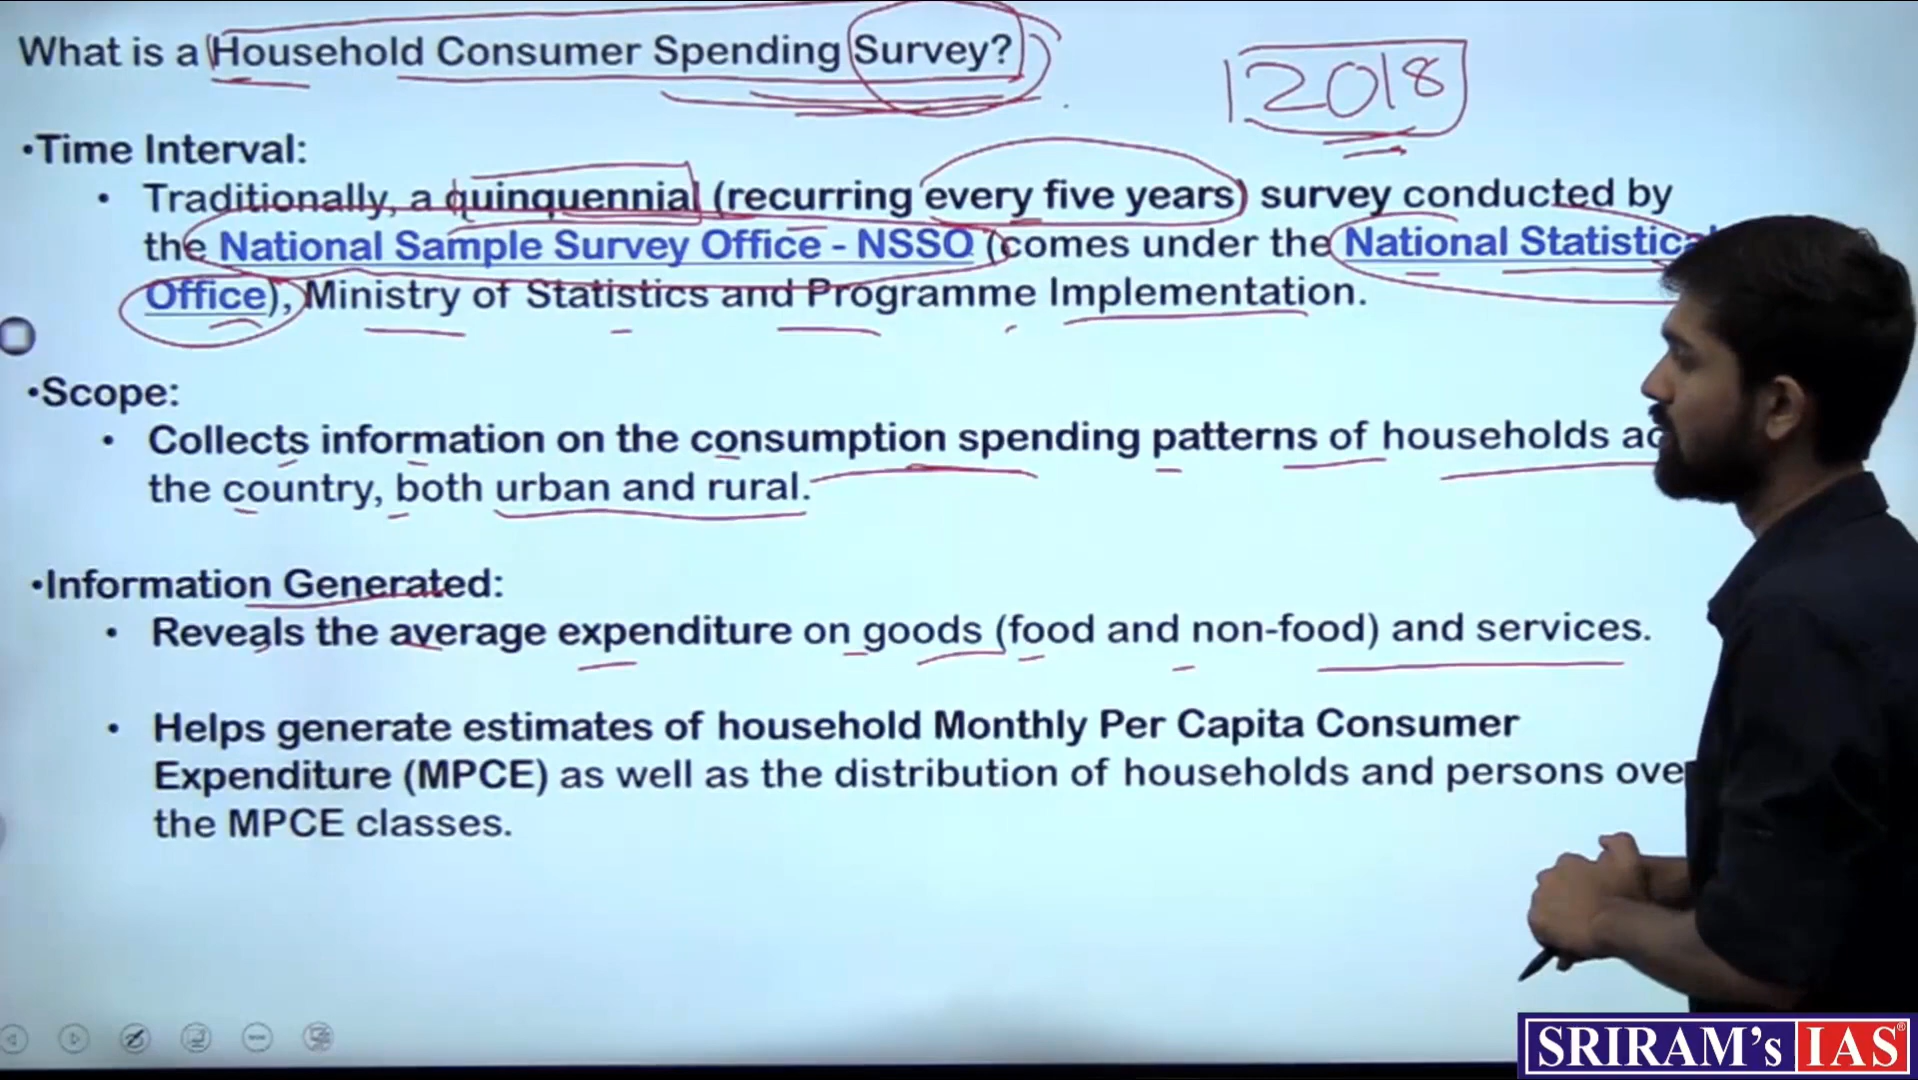 What is a Household Consumer Spending Survey?
2018
•Time Interval:
• Traditionally, a quinquennial (recurring every five years) survey conducted by
the National Sample Survey Office - NSSO (comes under the National Statistical
Office), Ministry of Statistics and Programme Implementation.
•Scope:
• Collects information on the consumption spending patterns of households
the country, both urban and rural.
•Information Generated:
• Reveals the average expenditure on goods (food and non-food) and services.
• Helps generate estimates of household Monthly Per Capita Consumer
Expenditure (MPCE) as well as the distribution of households and persons over
the MPCE classes.
SRIRAM's IAS®